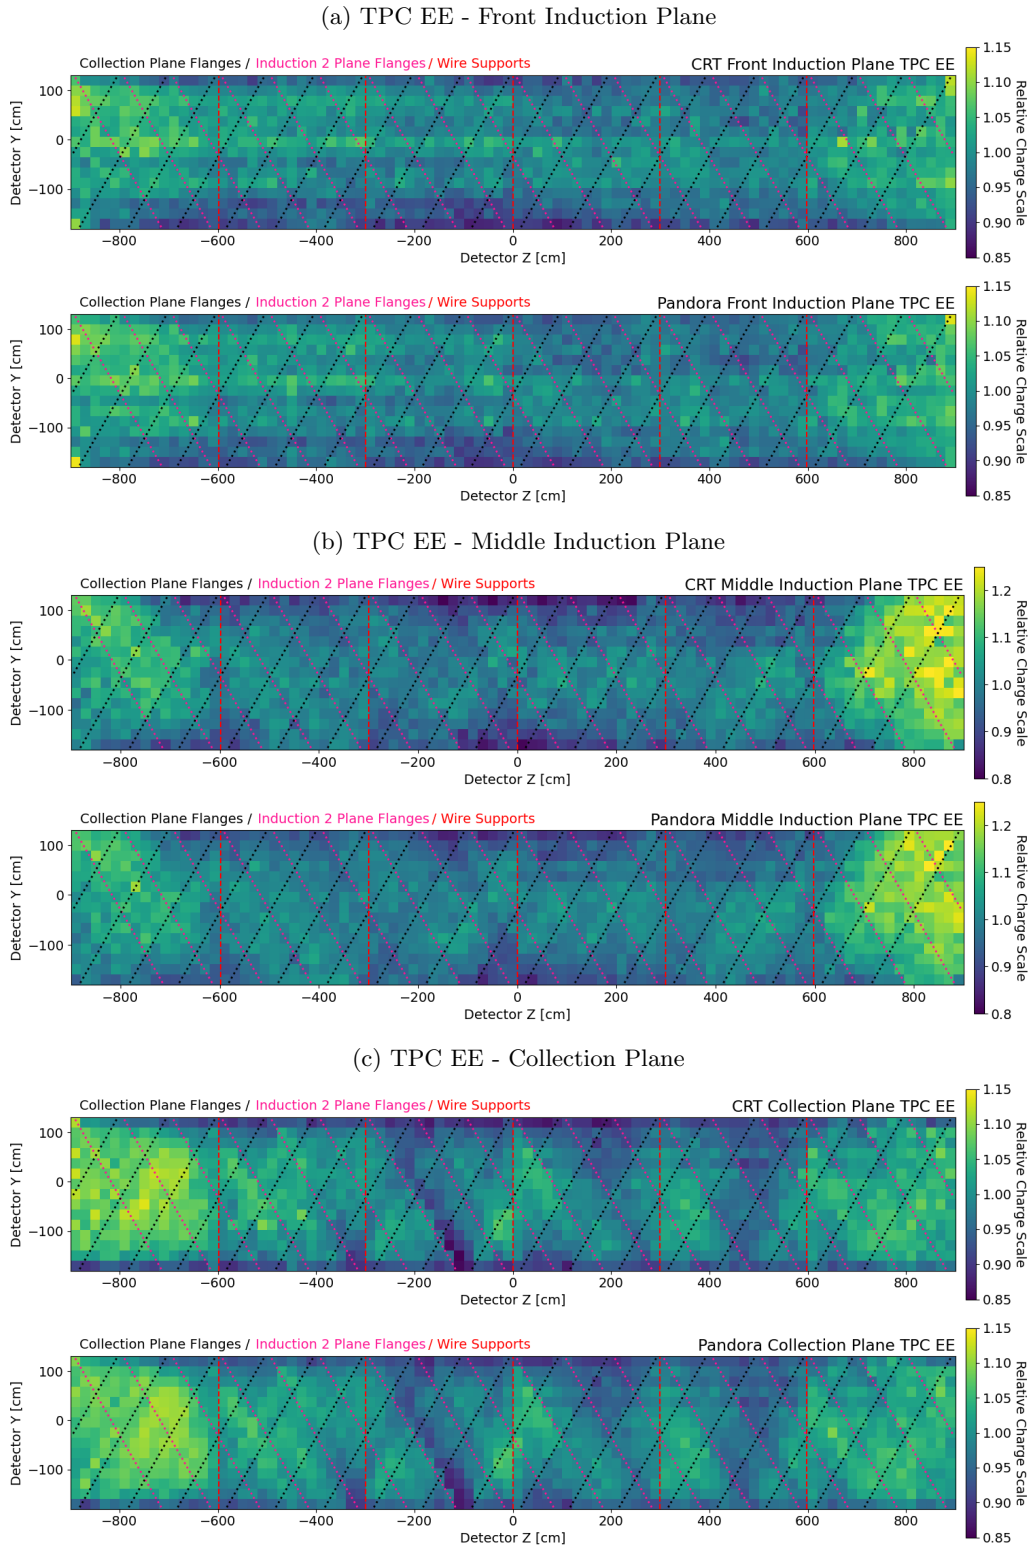 (a) TPC EE - Front Induction Plane
Collection Plane Flanges / Induction 2 Plane Flanges / Wire Supports
CRT Front Induction Plane TPC EE
Detector Y [cm]
100
0
−100
−800 −600 −400 −200 0 200 400 600 800
Detector Z [cm]
1.15
1.10
1.05
1.00
0.95
0.90
0.85
Relative Charge Scale
Collection Plane Flanges / Induction 2 Plane Flanges / Wire Supports
Pandora Front Induction Plane TPC EE
Detector Y [cm]
100
0
−100
−800 −600 −400 −200 0 200 400 600 800
Detector Z [cm]
1.15
1.10
1.05
1.00
0.95
0.90
0.85
Relative Charge Scale
(b) TPC EE - Middle Induction Plane
Collection Plane Flanges / Induction 2 Plane Flanges / Wire Supports
CRT Middle Induction Plane TPC EE
Detector Y [cm]
100
0
−100
−800 −600 −400 −200 0 200 400 600 800
Detector Z [cm]
1.2
1.1
1.0
0.9
0.8
Relative Charge Scale
Collection Plane Flanges / Induction 2 Plane Flanges / Wire Supports
Pandora Middle Induction Plane TPC EE
Detector Y [cm]
100
0
−100
−800 −600 −400 −200 0 200 400 600 800
Detector Z [cm]
1.2
1.1
1.0
0.9
0.8
Relative Charge Scale
(c) TPC EE - Collection Plane
Collection Plane Flanges / Induction 2 Plane Flanges / Wire Supports
CRT Collection Plane TPC EE
Detector Y [cm]
100
0
−100
−800 −600 −400 −200 0 200 400 600 800
Detector Z [cm]
1.15
1.10
1.05
1.00
0.95
0.90
0.85
Relative Charge Scale
Collection Plane Flanges / Induction 2 Plane Flanges / Wire Supports
Pandora Collection Plane TPC EE
Detector Y [cm]
100
0
−100
−800 −600 −400 −200 0 200 400 600 800
Detector Z [cm]
1.15
1.10
1.05
1.00
0.95
0.90
0.85
Relative Charge Scale